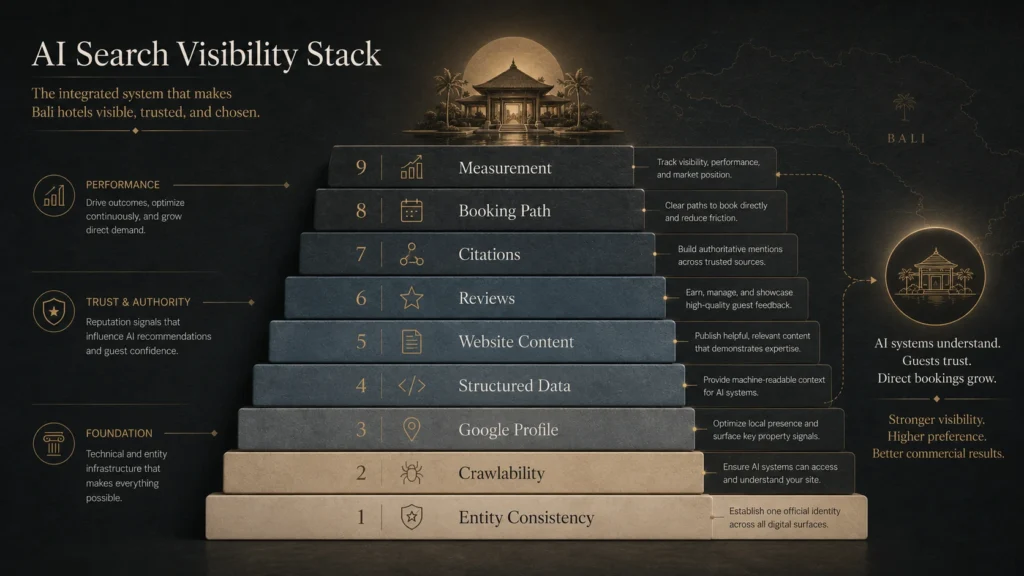 AI Search Visibility Stack
The integrated system that makes
Bali hotels visible, trusted, and chosen.
PERFORMANCE
Drive outcomes, optimize
continuously, and grow
direct demand.
TRUST & AUTHORITY
Reputation signals that
influence AI recommendations
and guest confidence.
FOUNDATION
Technical and entity
infrastructure that
makes everything
possible.
9 Measurement
Track visibility, performance,
and market position.
8 Booking Path
Clear paths to book directly
and reduce friction.
7 Citations
Build authoritative mentions
across trusted sources.
6 Reviews
Earn, manage, and showcase
high-quality guest feedback.
5 Website Content
Publish helpful, relevant content
that demonstrates expertise.
4 </> Structured Data
Provide machine-readable context
for AI systems.
3 Google Profile
Optimize local presence and
surface key property signals.
2 Crawlability
Ensure AI systems can access
and understand your site.
1 Entity Consistency
Establish one official identity
across all digital surfaces.
BALI
AI systems understand.
Guests trust.
Direct bookings grow.
Stronger visibility.
Higher preference.
Better commercial results.